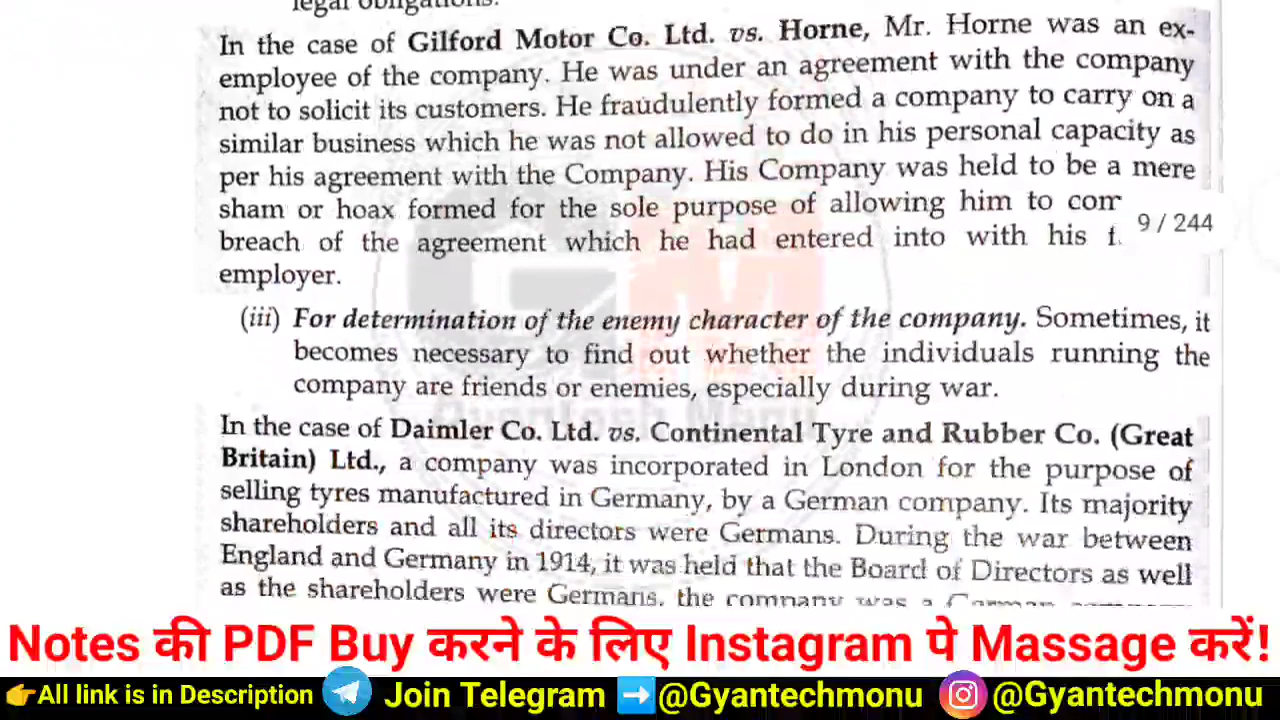 legal obligations.
In the case of Gilford Motor Co. Ltd. vs. Horne, Mr. Horne was an ex-
employee of the company. He was under an agreement with the company
not to solicit its customers. He fraudulently formed a company to carry on a
similar business which he was not allowed to do in his personal capacity as
per his agreement with the Company. His Company was held to be a mere
sham or hoax formed for the sole purpose of allowing him to com
breach of the agreement which he had entered into with his f
employer.
9 / 244
(iii) For determination of the enemy character of the company. Sometimes, it
becomes necessary to find out whether the individuals running the
company are friends or enemies, especially during war.
In the case of Daimler Co. Ltd. vs. Continental Tyre and Rubber Co. (Great
Britain) Ltd., a company was incorporated in London for the purpose of
selling tyres manufactured in Germany, by a German company. Its majority
shareholders and all its directors were Germans. During the war between
England and Germany in 1914, it was held that the Board of Directors as well
as the shareholders were Germans, the company was a German
GM
Gyantech Monu
Notes की PDF Buy करने के लिए Instagram पे Massage करें!
👉All link is in Description Join Telegram ➡️@Gyantechmonu @Gyantechmonu